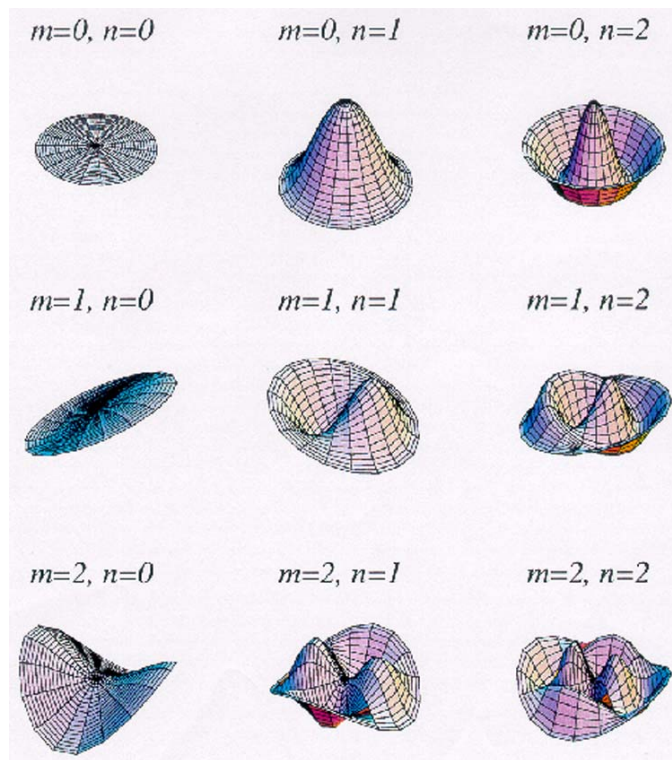 m=0, n=0 m=0, n=1 m=0, n=2
m=1, n=0 m=1, n=1 m=1, n=2
m=2, n=0 m=2, n=1 m=2, n=2